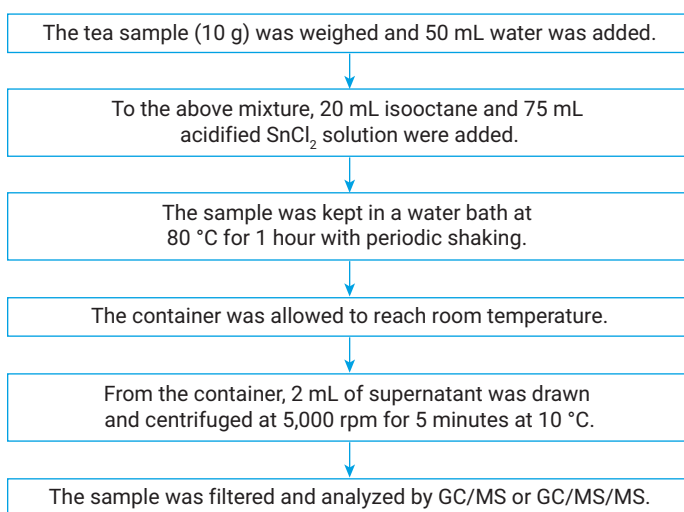 The tea sample (10 g) was weighed and 50 mL water was added.
To the above mixture, 20 mL isooctane and 75 mL
acidified SnCl₂ solution were added.
The sample was kept in a water bath at
80 °C for 1 hour with periodic shaking.
The container was allowed to reach room temperature.
From the container, 2 mL of supernatant was drawn
and centrifuged at 5,000 rpm for 5 minutes at 10 °C.
The sample was filtered and analyzed by GC/MS or GC/MS/MS.